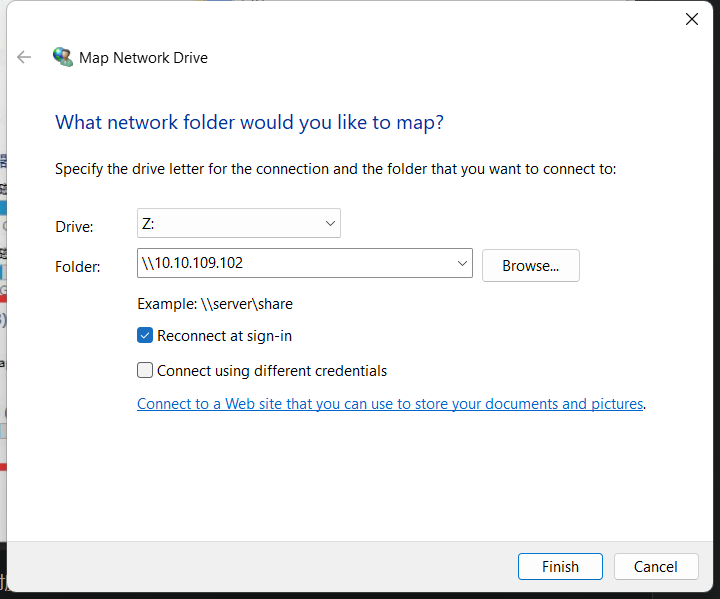 Map Network Drive
What network folder would you like to map?
Specify the drive letter for the connection and the folder that you want to connect to:
Drive: Z:
Folder: \\10.10.109.102 Browse...
Example: \\server\share
Reconnect at sign-in
Connect using different credentials
Connect to a Web site that you can use to store your documents and pictures.
Finish Cancel